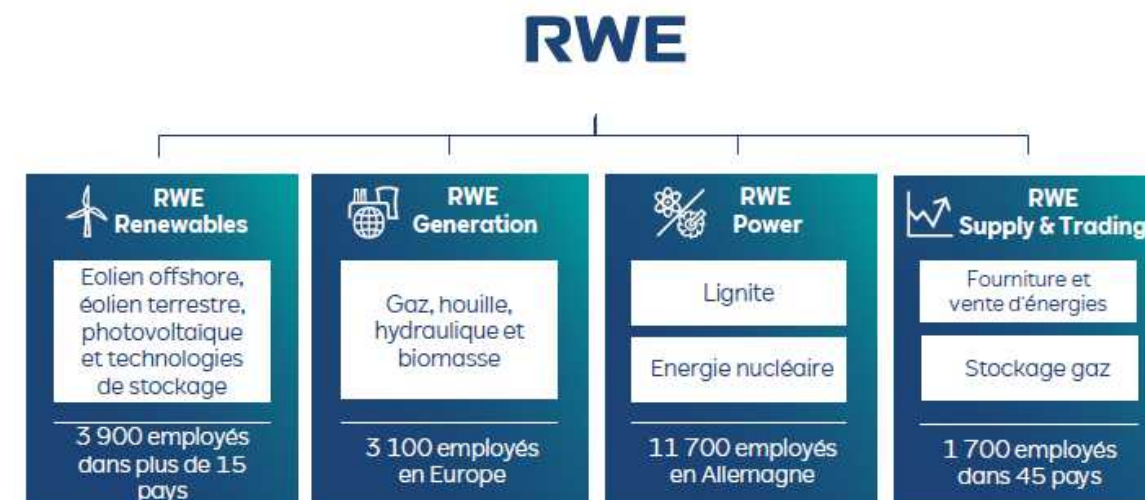 RWE
RWE
Renewables
Eolien offshore,
éolien terrestre,
photovoltaïque
et technologies
de stockage
3 900 employés
dans plus de 15
pays
RWE
Generation
Gaz, houille,
hydraulique et
biomasse
3 100 employés
en Europe
RWE
Power
Lignite
Energie nucléaire
11 700 employés
en Allemagne
RWE
Supply & Trading
Fourniture et
vente d'énergies
Stockage gaz
1 700 employés
dans 45 pays